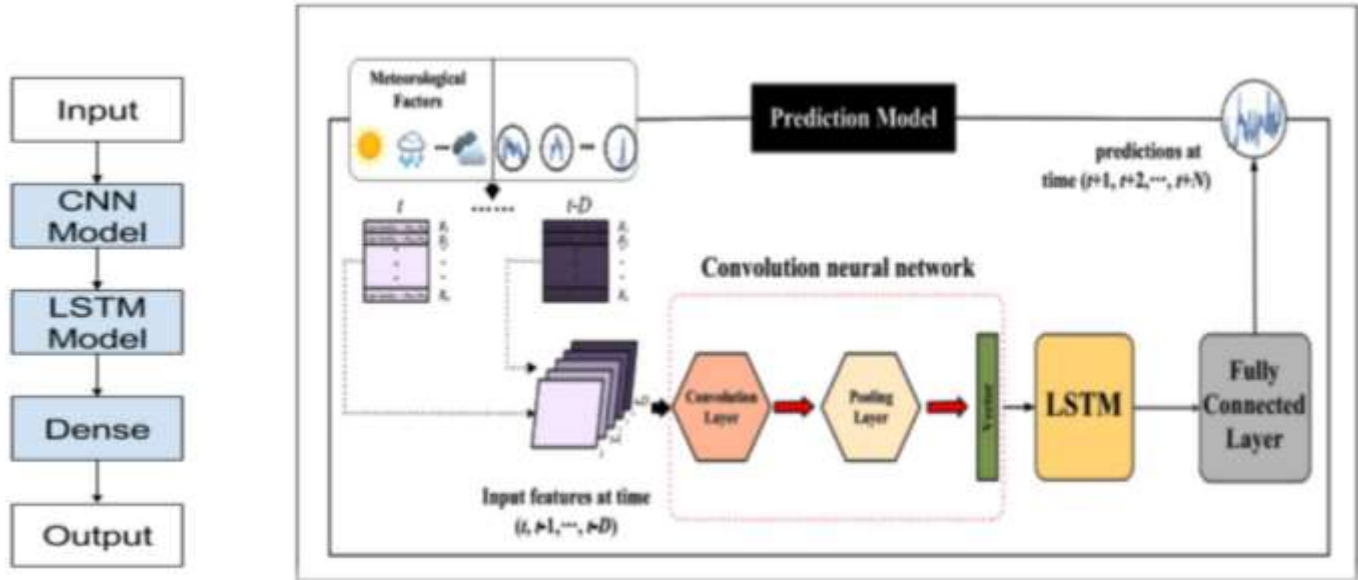 Input
CNN
Model
LSTM
Model
Dense
Output
Meteorological
Factors
Prediction Model
predictions at
time (t+1, t+2,···, t+N)
t
······
t-D
Convolution neural network
Convolution
Layer
Pooling
Layer
Vector
LSTM
Fully
Connected
Layer
Input features at time
(t, t-1,···, t-D)